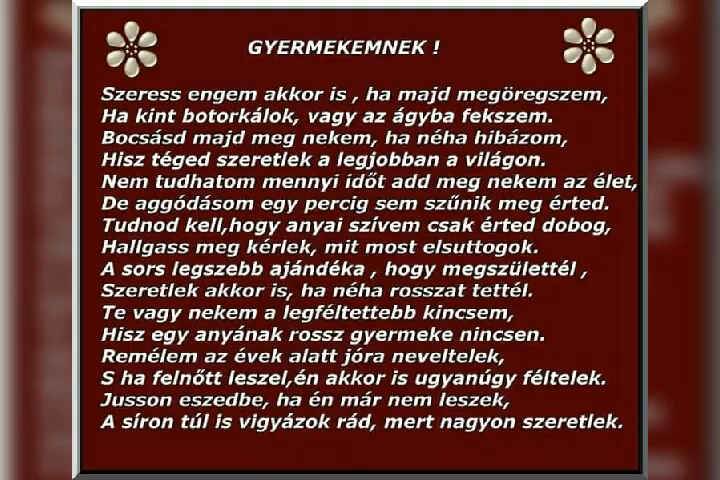 GYERMEKEMNEK !
Szeress engem akkor is , ha majd megöregszem,
Ha kint botorkálok, vagy az ágyba fekszem.
Bocsásd majd meg nekem, ha néha hibázom,
Hisz téged szeretlek a legjobban a világon.
Nem tudhatom mennyi időt add meg nekem az élet,
De aggódásom egy percig sem szűnik meg érted.
Tudnod kell,hogy anyai szívem csak érted dobog,
Hallgass meg kérlek, mit most elsuttogok.
A sors legszebb ajándéka , hogy megszülettél ,
Szeretlek akkor is, ha néha rosszat tettél.
Te vagy nekem a legféltettebb kincsem,
Hisz egy anyának rossz gyermeke nincsen.
Remélem az évek alatt jóra neveltelek,
S ha felnőtt leszel,én akkor is ugyanúgy féltelek.
Jusson eszedbe, ha én már nem leszek,
A síron túl is vigyázok rád, mert nagyon szeretlek.